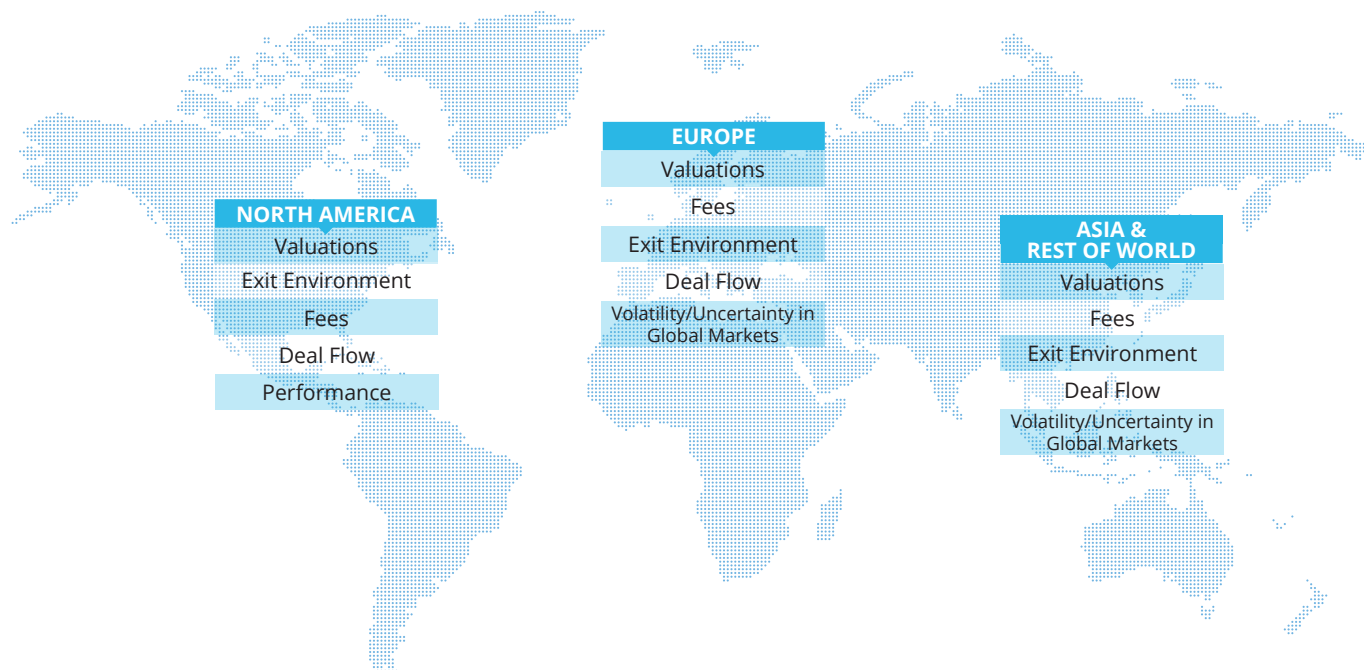 NORTH AMERICA
Valuations
Exit Environment
Fees
Deal Flow
Performance
EUROPE
Valuations
Fees
Exit Environment
Deal Flow
Volatility/Uncertainty in
Global Markets
ASIA &
REST OF WORLD
Valuations
Fees
Exit Environment
Deal Flow
Volatility/Uncertainty in
Global Markets